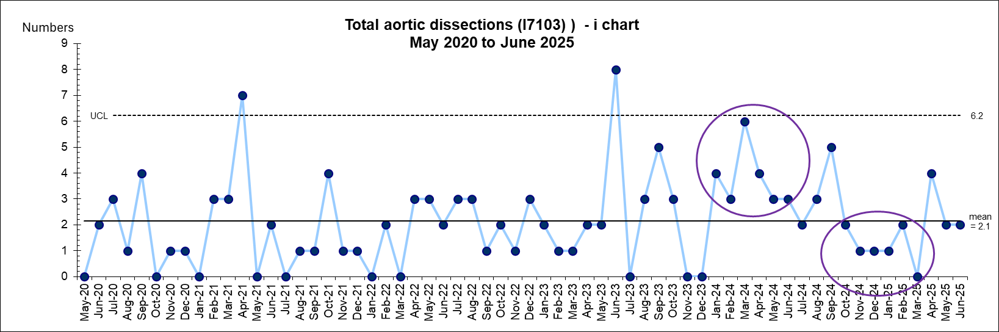 Total aortic dissections (I7103) )  - i chart
May 2020 to June 2025
Numbers
9
8
7
UCL
6.2
6
5
4
3
mean
= 2.1
2
1
0
May-20
Jun-20
Jul-20
Aug-20
Sep-20
Oct-20
Nov-20
Dec-20
Jan-21
Feb-21
Mar-21
Apr-21
May-21
Jun-21
Jul-21
Aug-21
Sep-21
Oct-21
Nov-21
Dec-21
Jan-22
Feb-22
Mar-22
Apr-22
May-22
Jun-22
Jul-22
Aug-22
Sep-22
Oct-22
Nov-22
Dec-22
Jan-23
Feb-23
Mar-23
Apr-23
May-23
Jun-23
Jul-23
Aug-23
Sep-23
Oct-23
Nov-23
Dec-23
Jan-24
Feb-24
Mar-24
Apr-24
May-24
Jun-24
Jul-24
Aug-24
Sep-24
Oct-24
Nov-24
Dec-24
Jan-25
Feb-25
Mar-25
Apr-25
May-25
Jun-25